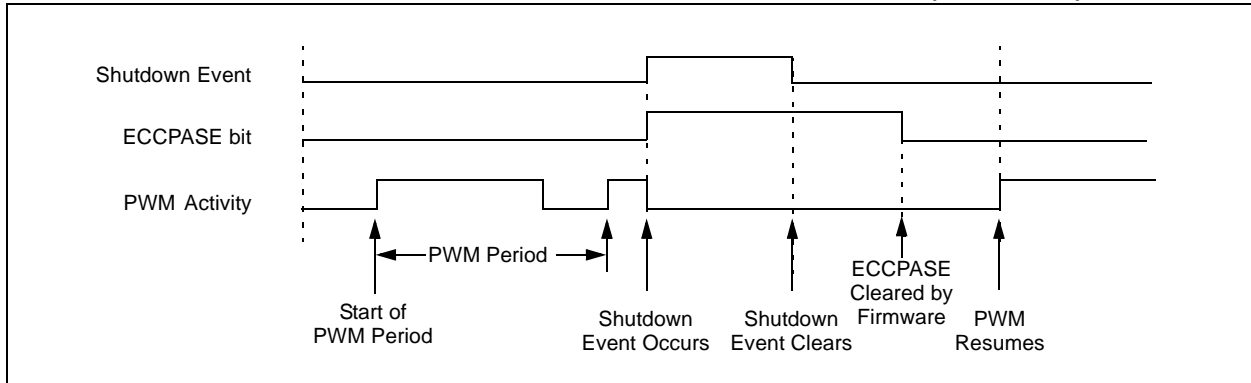 Shutdown Event
ECCPASE bit
PWM Activity
PWM Period
Start of
PWM Period
Shutdown
Event Occurs
Shutdown
Event Clears
ECCPASE
Cleared by
Firmware
PWM
Resumes